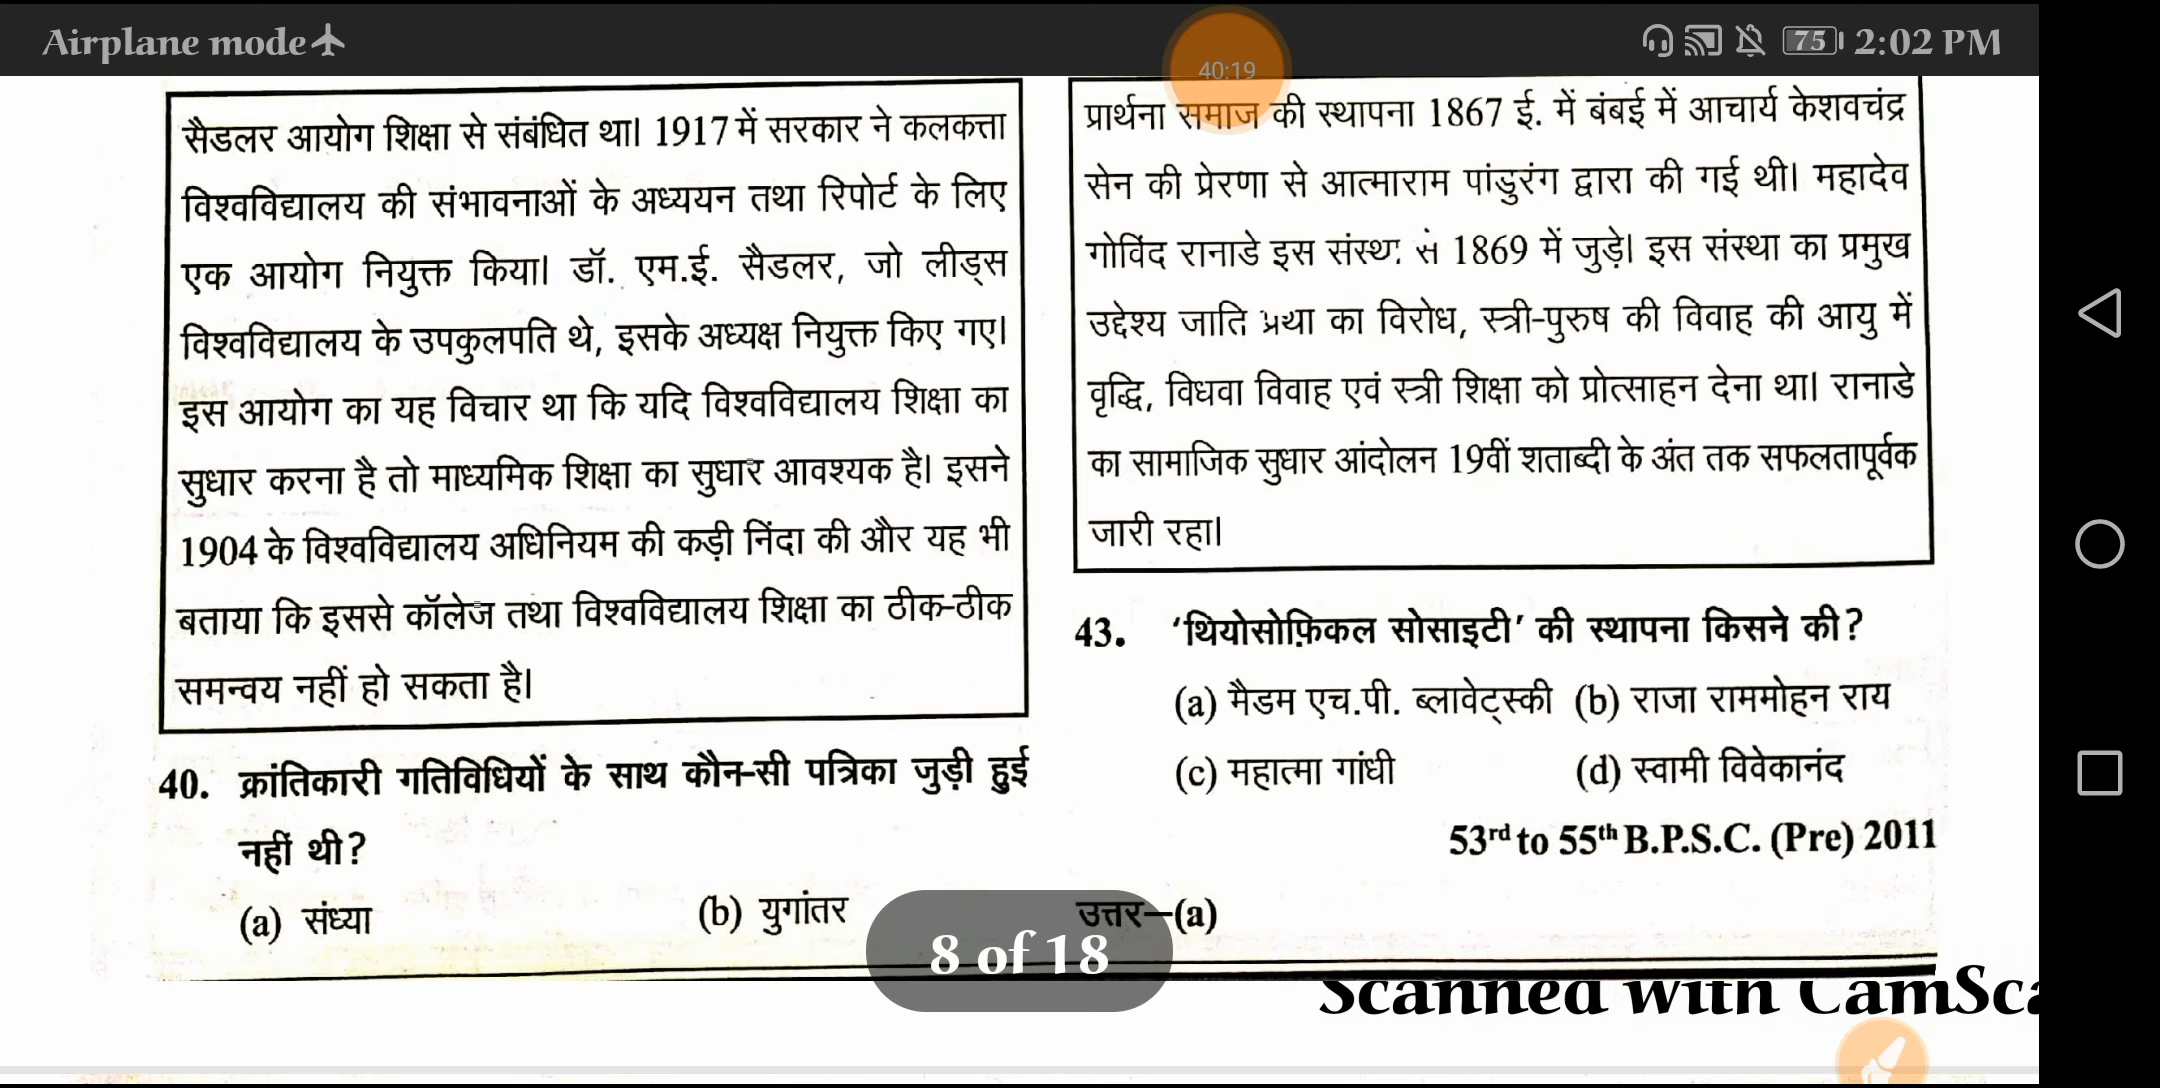 Airplane mode
75 2:02 PM
40:19
सैडलर आयोग शिक्षा से संबंधित था। 1917 में सरकार ने कलकत्ता
विश्वविद्यालय की संभावनाओं के अध्ययन तथा रिपोर्ट के लिए
एक आयोग नियुक्त किया। डॉ. एम.ई. सैडलर, जो लीड्स
विश्वविद्यालय के उपकुलपति थे, इसके अध्यक्ष नियुक्त किए गए।
इस आयोग का यह विचार था कि यदि विश्वविद्यालय शिक्षा का
सुधार करना है तो माध्यमिक शिक्षा का सुधार आवश्यक है। इसने
1904 के विश्वविद्यालय अधिनियम की कड़ी निंदा की और यह भी
बताया कि इससे कॉलेज तथा विश्वविद्यालय शिक्षा का ठीक-ठीक
समन्वय नहीं हो सकता है।
40. क्रांतिकारी गतिविधियों के साथ कौन-सी पत्रिका जुड़ी हुई
नहीं थी?
(a) संध्या (b) युगांतर
प्रार्थना समाज की स्थापना 1867 ई. में बंबई में आचार्य केशवचंद्र
सेन की प्रेरणा से आत्माराम पांडुरंग द्वारा की गई थी। महादेव
गोविंद रानाडे इस संस्था से 1869 में जुड़े। इस संस्था का प्रमुख
उद्देश्य जाति प्रथा का विरोध, स्त्री-पुरुष की विवाह की आयु में
वृद्धि, विधवा विवाह एवं स्त्री शिक्षा को प्रोत्साहन देना था। रानाडे
का सामाजिक सुधार आंदोलन 19वीं शताब्दी के अंत तक सफलतापूर्वक
जारी रहा।
43. ‘थियोसोफ़िकल सोसाइटी’ की स्थापना किसने की?
(a) मैडम एच.पी. ब्लावेट्स्की (b) राजा राममोहन राय
(c) महात्मा गांधी (d) स्वामी विवेकानंद
53rd to 55th B.P.S.C. (Pre) 2011
उत्तर–(a)
8 of 18
Scanned with CamSca